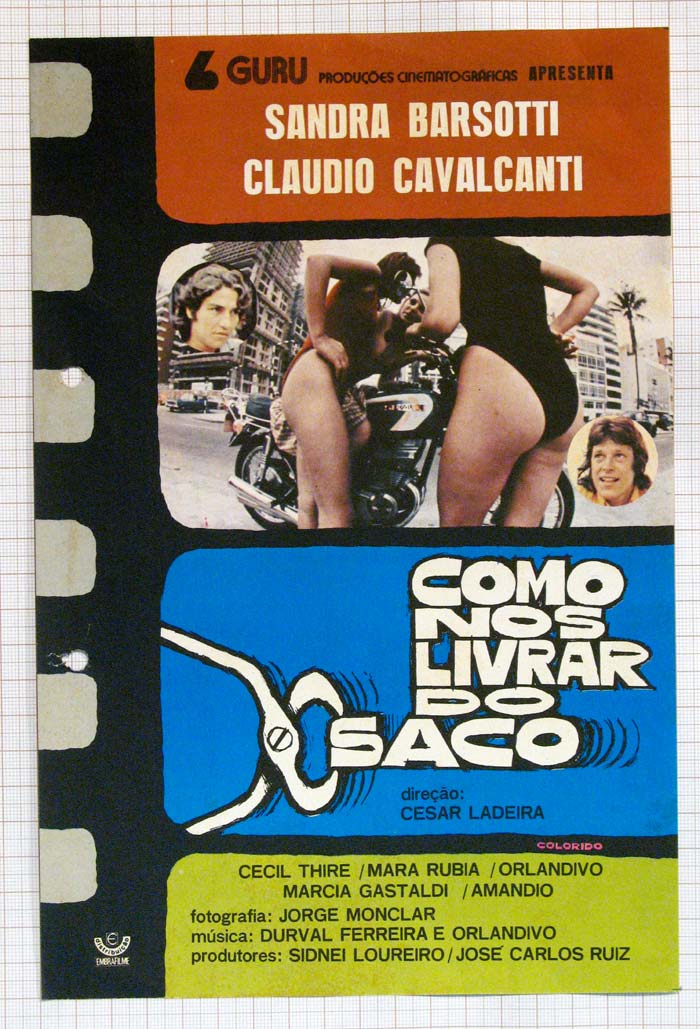 GURU PRODUÇÕES CINEMATOGRÁFICAS APRESENTA
SANDRA BARSOTTI
CLAUDIO CAVALCANTI
COMO
NOS
LIVRAR
DO
SACO
direção:
CESAR LADEIRA
COLORIDO
CECIL THIRE / MARA RUBIA / ORLANDIVO
MARCIA GASTALDI / AMANDIO
fotografia: JORGE MONCLAR
música: DURVAL FERREIRA E ORLANDIVO
produtores: SIDNEI LOUREIRO / JOSÉ CARLOS RUIZ
DISTRIBUIÇÃO
EMBRAFILME